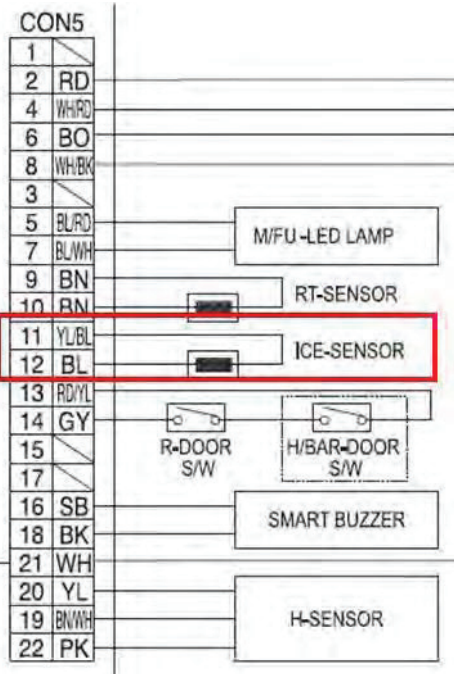 CON5
1
2 RD
4 WH/RD
6 BO
8 WH/BK
3
5 BL/RD
7 BL/WH
M/FU-LED LAMP
9 BN
10 BN
RT-SENSOR
11 YL/BL
12 BL
ICE-SENSOR
13 RD/YL
14 GY
R-DOOR
S/W
H/BAR-DOOR
S/W
15
17
16 SB
18 BK
SMART BUZZER
21 WH
20 YL
19 BN/WH
22 PK
H-SENSOR